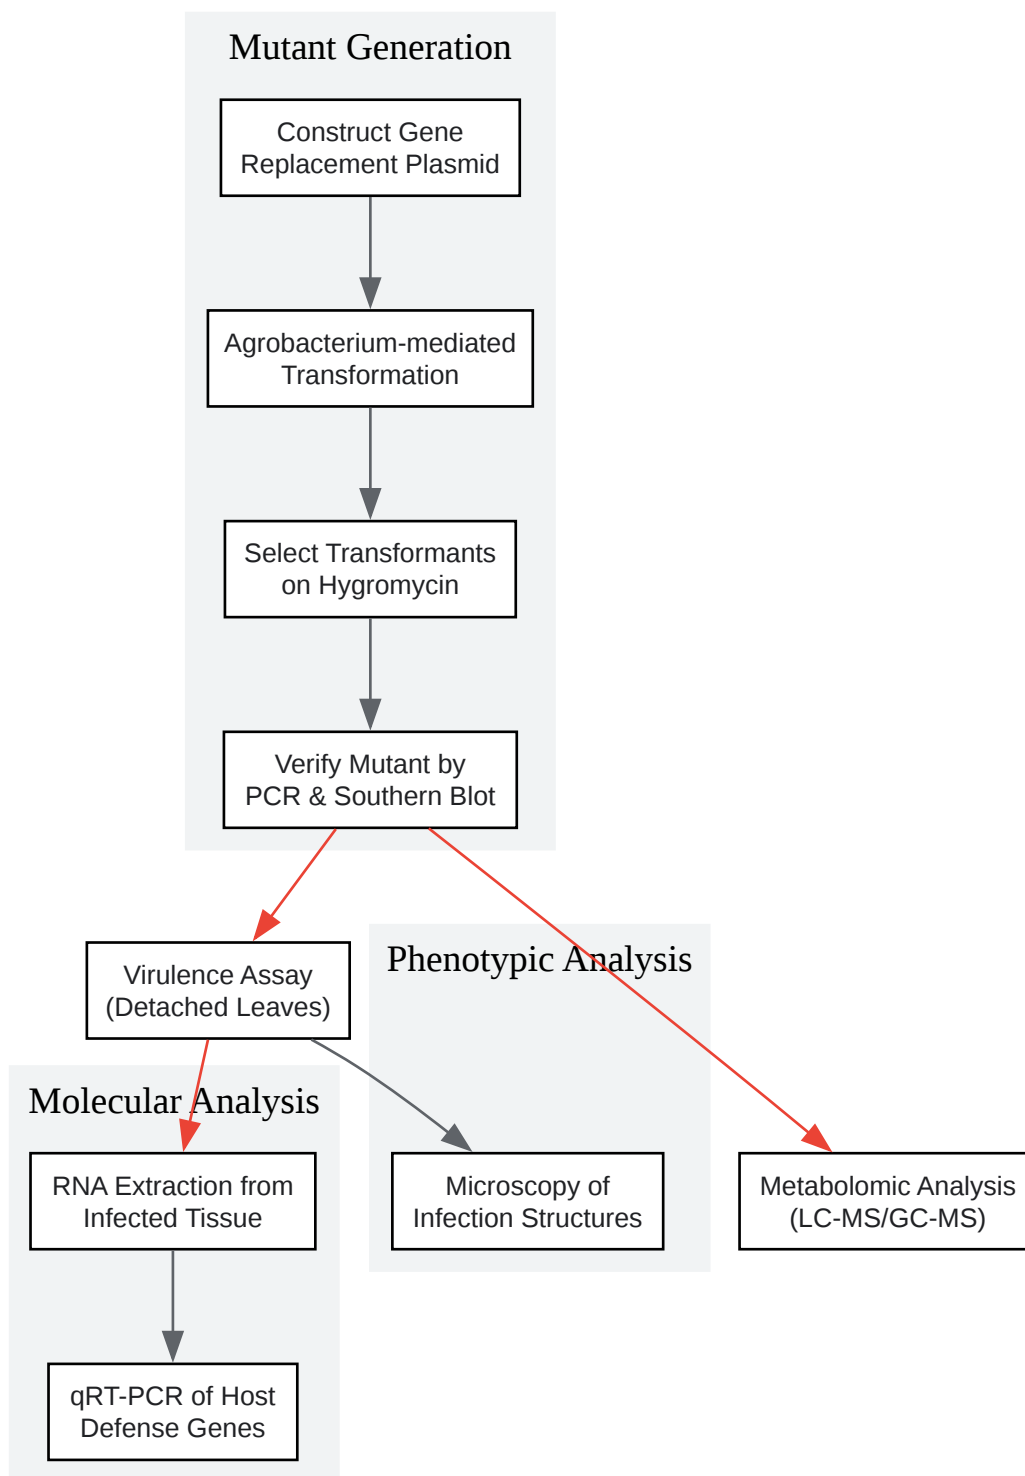 Mutant Generation
Construct Gene
Replacement Plasmid
Agrobacterium-mediated
Transformation
Select Transformants
on Hygromycin
Verify Mutant by
PCR & Southern Blot
Virulence Assay
(Detached Leaves)
Phenotypic Analysis
Molecular Analysis
RNA Extraction from
Infected Tissue
Microscopy of
Infection Structures
Metabolomic Analysis
(LC-MS/GC-MS)
qRT-PCR of Host
Defense Genes